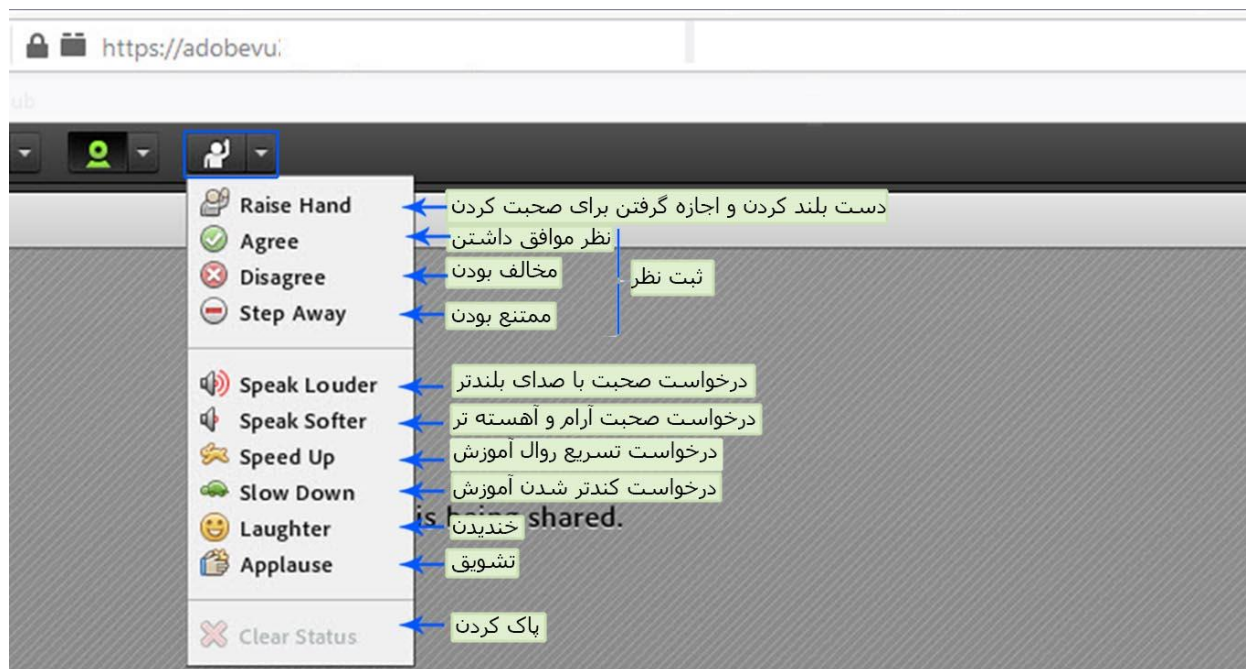 https://adobevu
ub
Raise Hand
دست بلند کردن و اجازه گرفتن برای صحبت کردن
Agree
نظر موافق داشتن
Disagree
مخالف بودن
ثبت نظر
Step Away
ممتنع بودن
Speak Louder
درخواست صحبت با صدای بلندتر
Speak Softer
درخواست صحبت آرام و آهسته تر
Speed Up
درخواست تسریع روال آموزش
Slow Down
درخواست کندتر شدن آموزش
is being shared.
Laughter
خندیدن
Applause
تشویق
Clear Status
پاک کردن